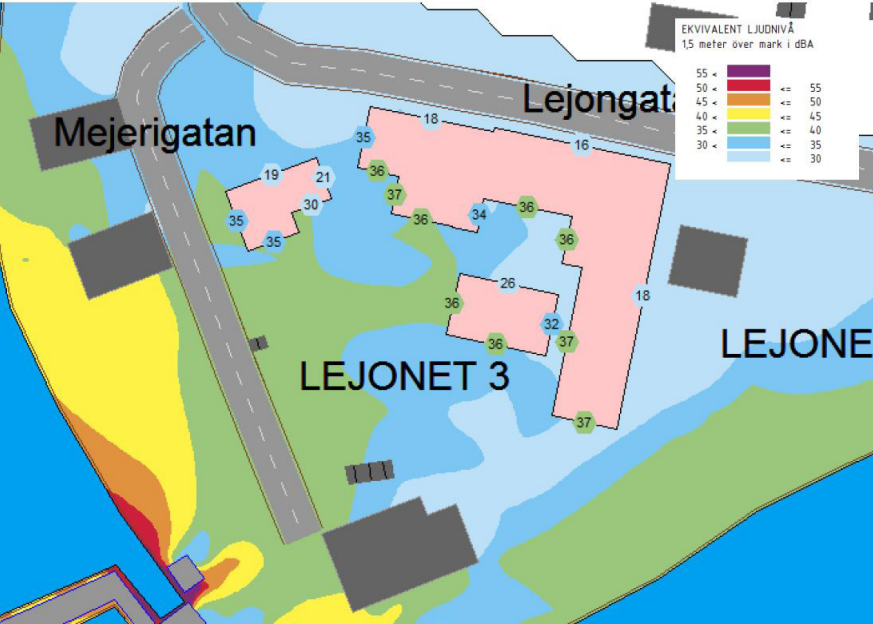 EKVIVALENT LJUDNIVÅ
1,5 meter över mark i dBA
55 <
50 < <= 55
45 < <= 50
40 < <= 45
35 < <= 40
30 < <= 35
<= 30
Lejongata
Mejerigatan
18
35
16
36
19
21
37
30
36
34
36
35
35
36
26
18
36
32
36
37
LEJONET 3
LEJONE
37